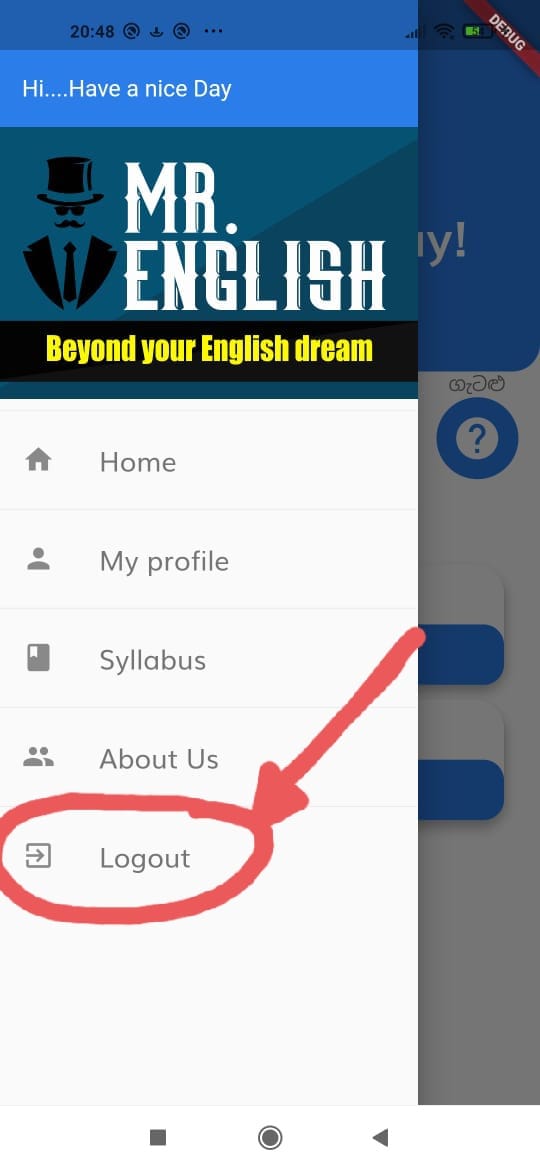 20:48
DEBUG
Hi....Have a nice Day
MR.
ENGLISH
Beyond your English dream
y!
ගැටළු
?
Home
My profile
Syllabus
About Us
Logout